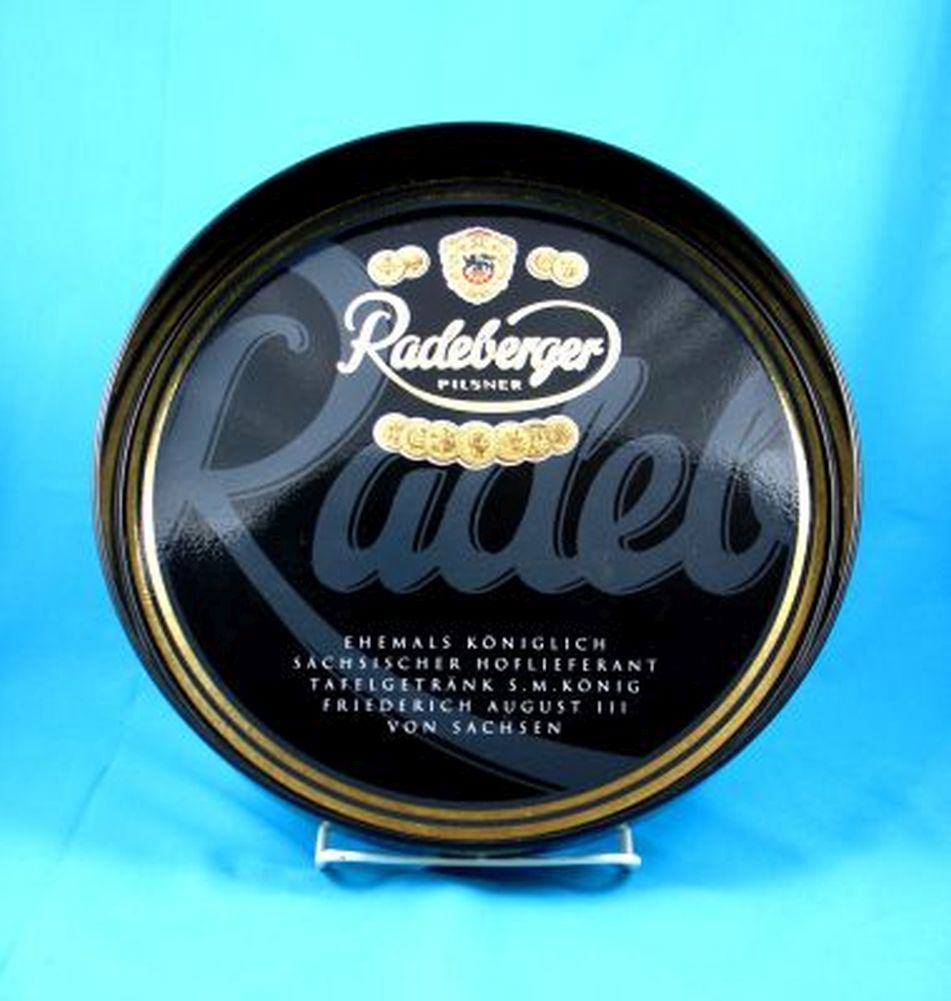 Radeberger
PILSNER
Radeb
EHEMALS KÖNIGLICH
SÄCHSISCHER HOFLIEFERANT
TAFELGETRÄNK S.M.KÖNIG
FRIEDERICH AUGUST III
VON SACHSEN